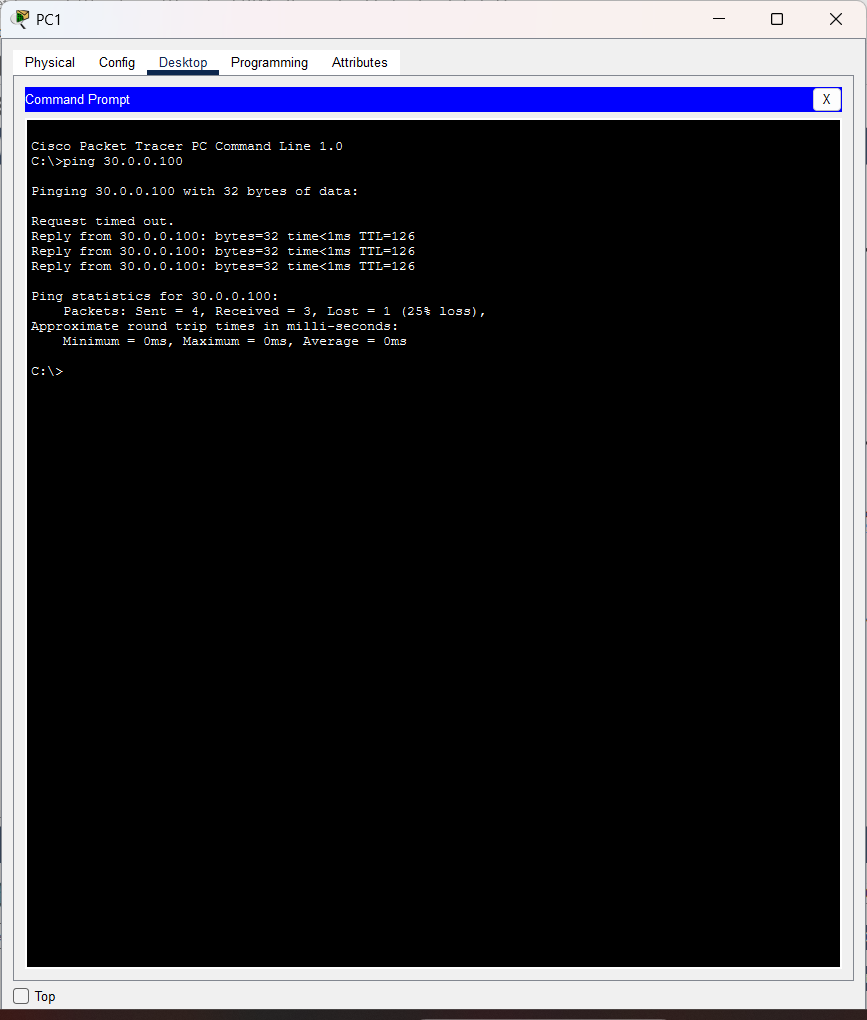 PC1
Physical Config Desktop Programming Attributes
Command Prompt X
Cisco Packet Tracer PC Command Line 1.0
C:\>ping 30.0.0.100
Pinging 30.0.0.100 with 32 bytes of data:
Request timed out.
Reply from 30.0.0.100: bytes=32 time<1ms TTL=126
Reply from 30.0.0.100: bytes=32 time<1ms TTL=126
Reply from 30.0.0.100: bytes=32 time<1ms TTL=126
Ping statistics for 30.0.0.100:
Packets: Sent = 4, Received = 3, Lost = 1 (25% loss),
Approximate round trip times in milli-seconds:
Minimum = 0ms, Maximum = 0ms, Average = 0ms
C:\>
Top